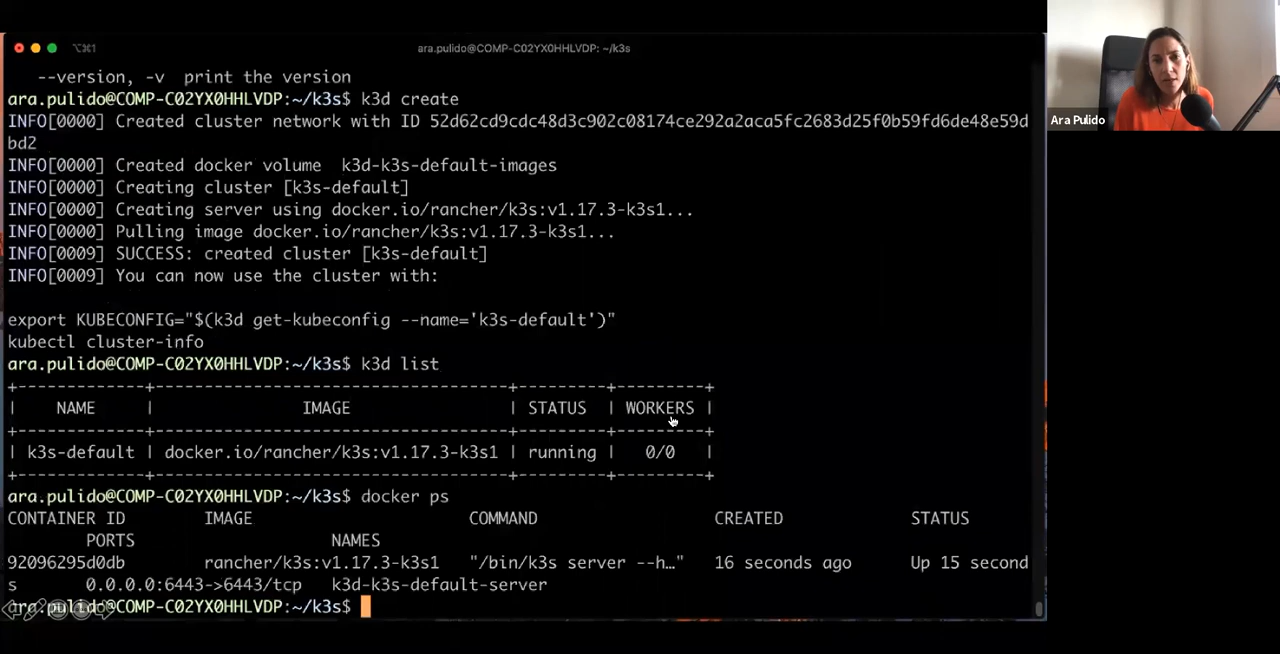 ⌥⌘1
ara.pulido@COMP-C02YX0HHLVDP: ~/k3s
--version, -v  print the version
ara.pulido@COMP-C02YX0HHLVDP:~/k3s$ k3d create
INFO[0000] Created cluster network with ID 52d62cd9cdc48d3c902c08174ce292a2aca5fc2683d25f0b59fd6de48e59d
bd2
INFO[0000] Created docker volume  k3d-k3s-default-images
INFO[0000] Creating cluster [k3s-default]
INFO[0000] Creating server using docker.io/rancher/k3s:v1.17.3-k3s1...
INFO[0000] Pulling image docker.io/rancher/k3s:v1.17.3-k3s1...
INFO[0009] SUCCESS: created cluster [k3s-default]
INFO[0009] You can now use the cluster with:
export KUBECONFIG="$(k3d get-kubeconfig --name='k3s-default')"
kubectl cluster-info
ara.pulido@COMP-C02YX0HHLVDP:~/k3s$ k3d list
+-------------+--------------------------------+---------+---------+
| NAME | IMAGE | STATUS | WORKERS |
+-------------+--------------------------------+---------+---------+
| k3s-default | docker.io/rancher/k3s:v1.17.3-k3s1 | running | 0/0 |
+-------------+--------------------------------+---------+---------+
ara.pulido@COMP-C02YX0HHLVDP:~/k3s$ docker ps
CONTAINER ID IMAGE COMMAND CREATED STATUS
PORTS NAMES
92096295d0db rancher/k3s:v1.17.3-k3s1 "/bin/k3s server --h…" 16 seconds ago Up 15 second
s 0.0.0.0:6443->6443/tcp k3d-k3s-default-server
ara.pulido@COMP-C02YX0HHLVDP:~/k3s$
Ara Pulido